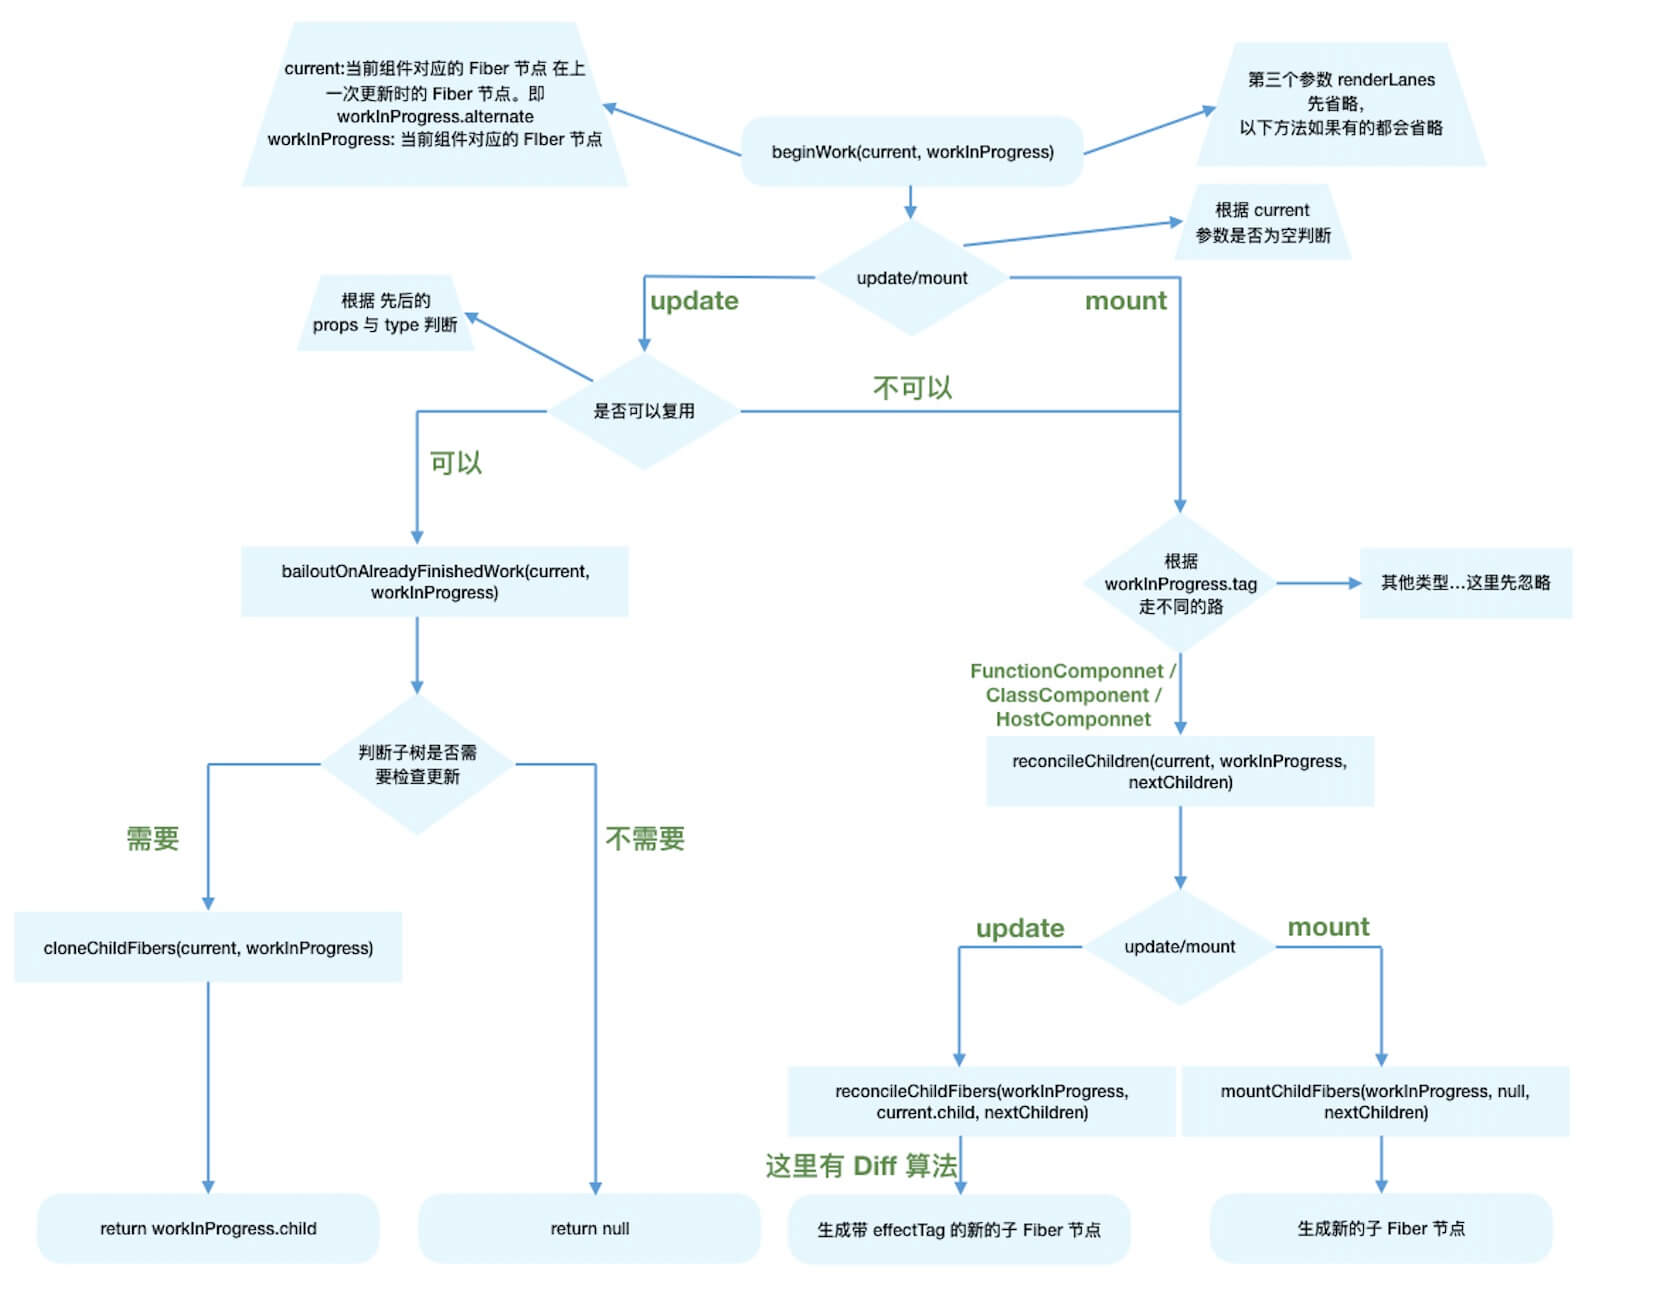 current:当前组件对应的 Fiber 节点 在上
一次更新时的 Fiber 节点。即
workInProgress.alternate
workInProgress: 当前组件对应的 FIber 节点
第三个参数 renderLanes
先省略,
以下方法如果有的都会省略
beginWork(current, workInProgress)
根据 current
参数是否为空判断
update/mount
update
mount
根据 先后的
props 与 type 判断
是否可以复用
不可以
可以
bailoutOnAlreadyFinishedWork(current,
workInProgress)
根据
workInProgress.tag
走不同的路
其他类型...这里先忽略
FunctionComponnet /
ClassComponent /
HostComponnet
判断子树是否需
要检查更新
reconcileChildren(current, workInProgress,
nextChildren)
需要
不需要
cloneChildFibers(current, workInProgress)
update/mount
update
mount
reconcileChildFibers(workInProgress,
current.child, nextChildren)
mountChildFibers(workInProgress, null,
nextChildren)
这里有 Diff 算法
return workInProgress.child
return null
生成带 effectTag 的新的子 Fiber 节点
生成新的子 Fiber 节点